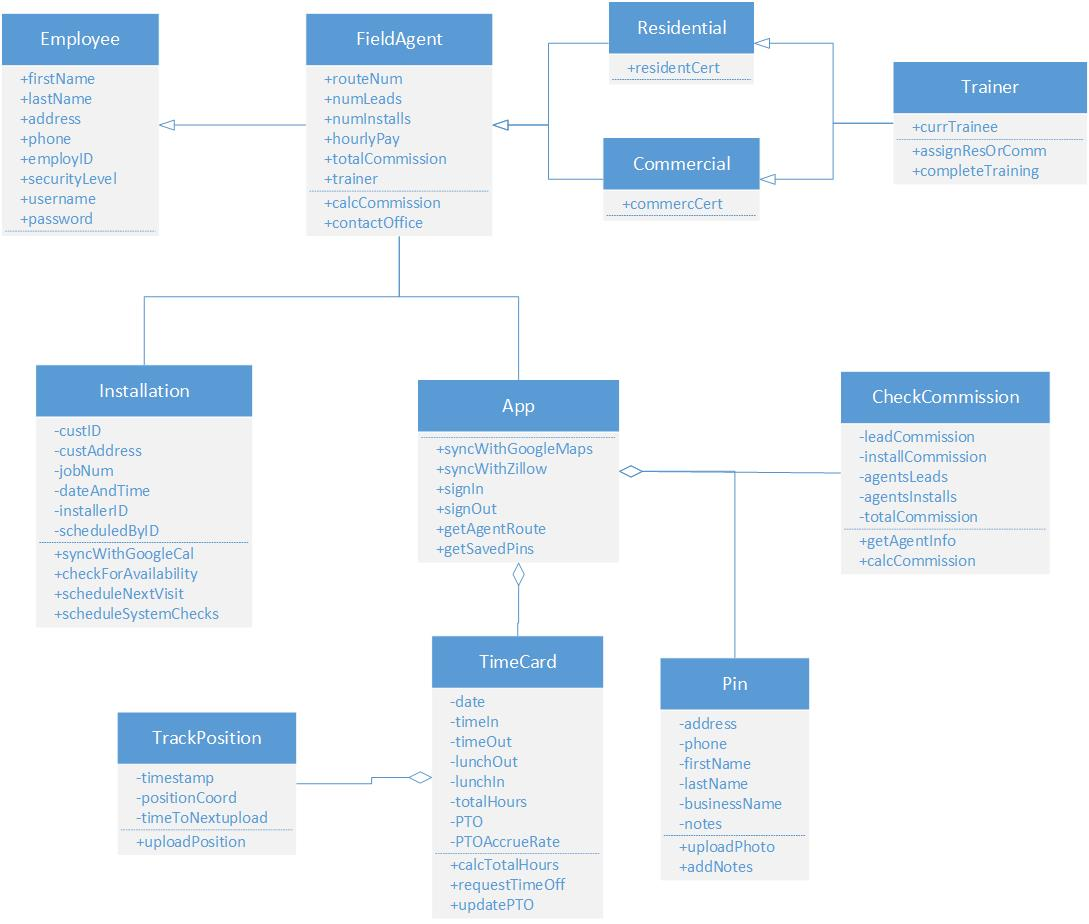 Employee
+firstName
+lastName
+address
+phone
+employID
+securityLevel
+username
+password
FieldAgent
+routeNum
+numLeads
+numInstalls
+hourlyPay
+totalCommission
+trainer
+calcCommission
+contactOffice
Residential
+residentCert
Commercial
+commercCert
Trainer
+currTrainee
+assignResOrComm
+completeTraining
Installation
-custID
-custAddress
-jobNum
-dateAndTime
-installerID
-scheduledByID
+syncWithGoogleCal
+checkForAvailability
+scheduleNextVisit
+scheduleSystemChecks
App
+syncWithGoogleMaps
+syncWithZillow
+signIn
+signOut
+getAgentRoute
+getSavedPins
CheckCommission
-leadCommission
-installCommission
-agentsLeads
-agentsInstalls
-totalCommission
+getAgentInfo
+calcCommission
TrackPosition
-timestamp
-positionCoord
-timeToNextupload
+uploadPosition
TimeCard
-date
-timeIn
-timeOut
-lunchOut
-lunchIn
-totalHours
-PTO
-PTOAccrueRate
+calcTotalHours
+requestTimeOff
+updatePTO
Pin
-address
-phone
-firstName
-lastName
-businessName
-notes
+uploadPhoto
+addNotes